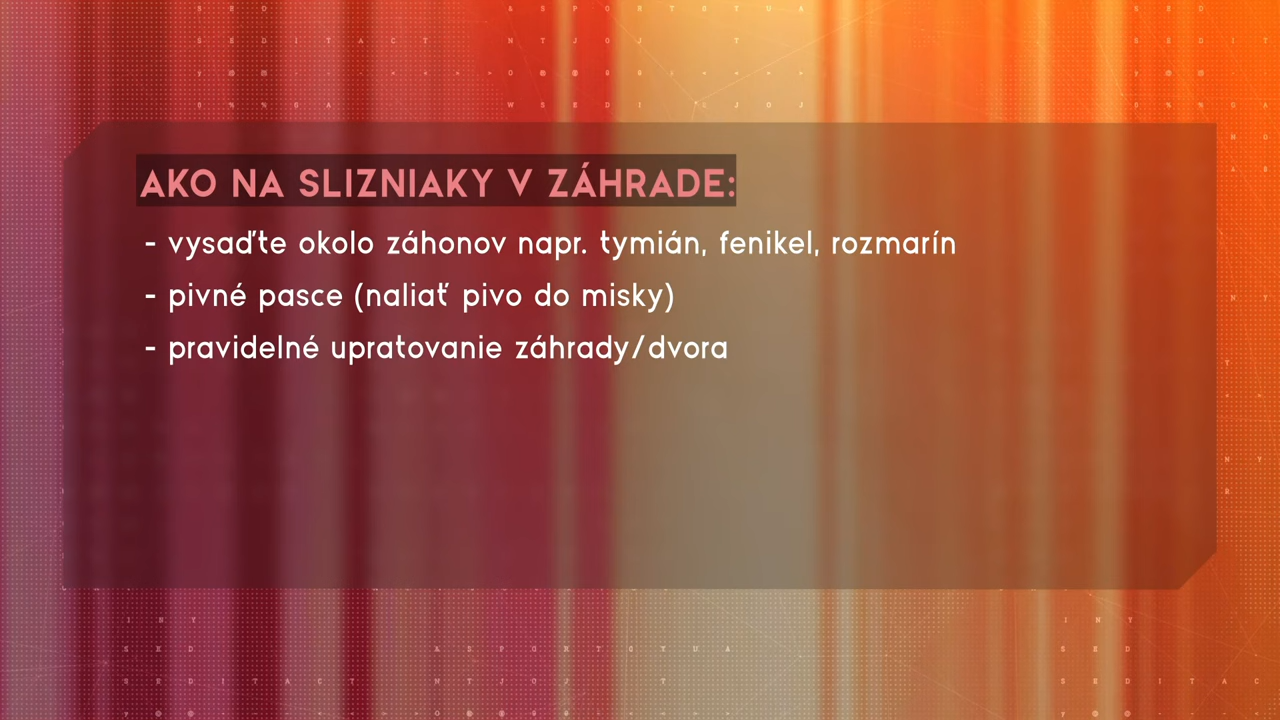 AKO NA SLIZNIAKY V ZÁHRADE:
- vysaďte okolo záhonov napr. tymián, fenikel, rozmarín
- pivné pasce (naliať pivo do misky)
- pravidelné upratovanie záhrady/dvora